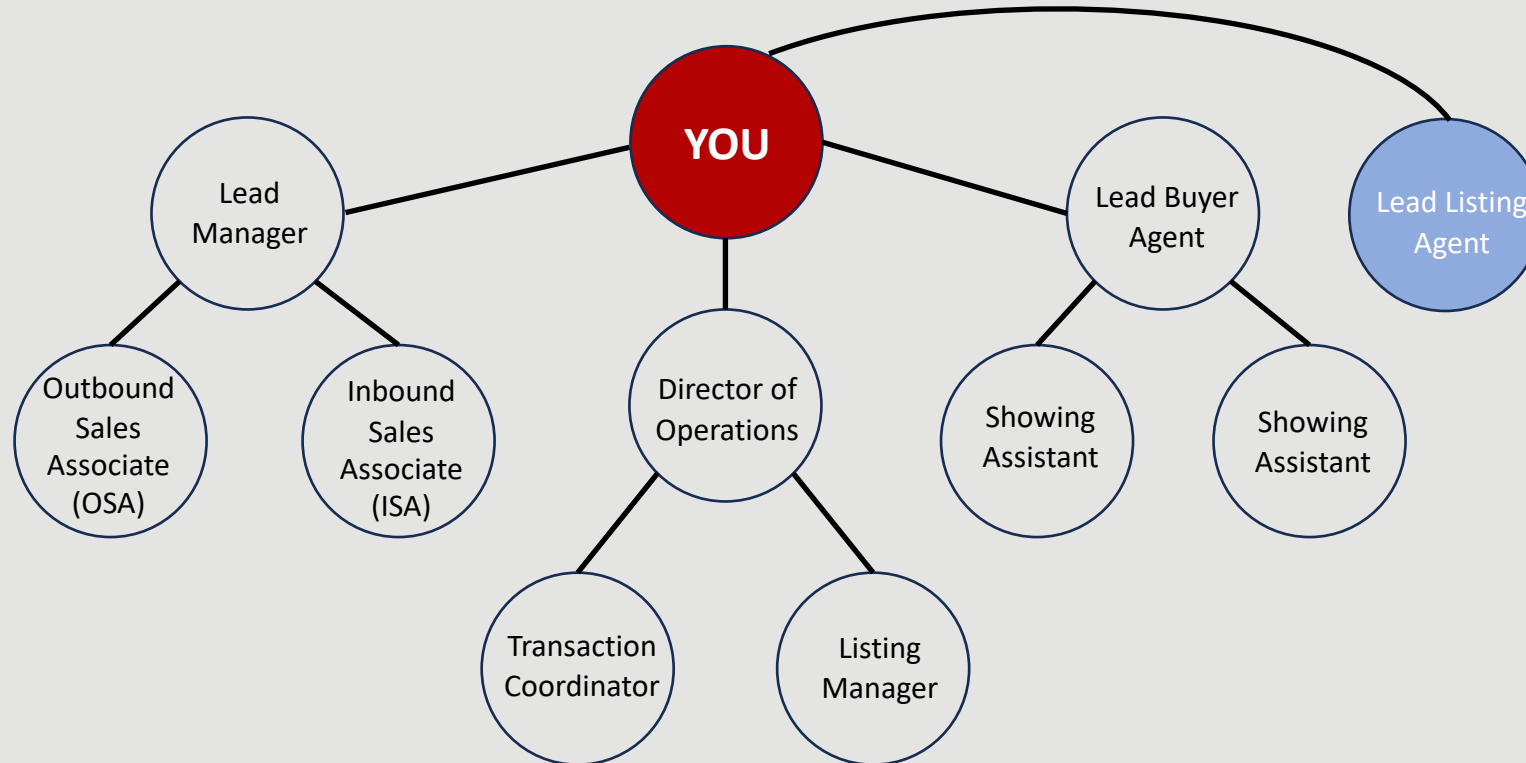 YOU
Lead
Manager
Lead Buyer
Agent
Lead Listing
Agent
Outbound
Sales
Associate
(OSA)
Inbound
Sales
Associate
(ISA)
Director of
Operations
Showing
Assistant
Showing
Assistant
Transaction
Coordinator
Listing
Manager